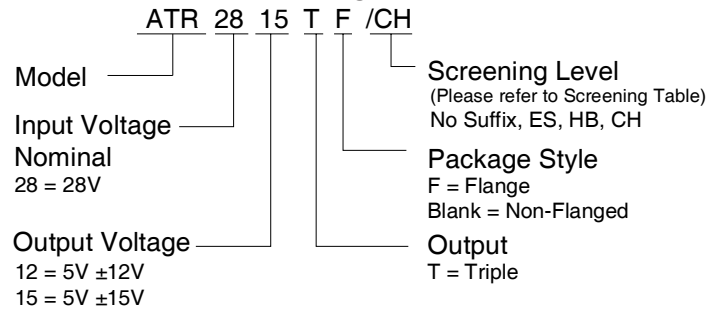 ATR 28 15 T F /CH
Model
Input Voltage
Nominal
28 = 28V
Output Voltage
12 = 5V ±12V
15 = 5V ±15V
Screening Level
(Please refer to Screening Table)
No Suffix, ES, HB, CH
Package Style
F = Flange
Blank = Non-Flanged
Output
T = Triple